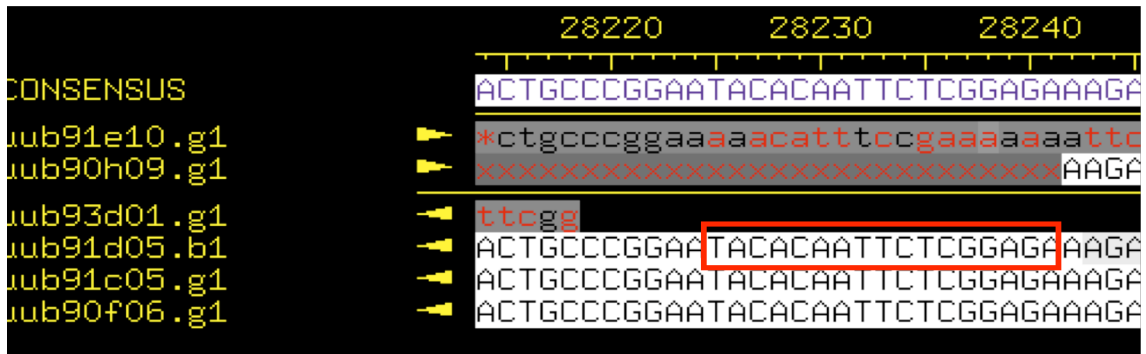 28220 28230 28240
CONSENSUS ACTGCCCGGAATACACAATTCTCGGAGAAAGA
uub91e10.g1 *ctgcccggaaaaacatttccgaaaaaaattc
uub90h09.g1 xxxxxxxxxxxxxxxxxxxxxxxxxxxxAAGA
uub93d01.g1 ttcgg
uub91d05.b1 ACTGCCCGGAATACACAATTCTCGGAGAAAGA
uub91c05.g1 ACTGCCCGGAATACACAATTCTCGGAGAAAGA
uub90f06.g1 ACTGCCCGGAATACACAATTCTCGGAGAAAGA